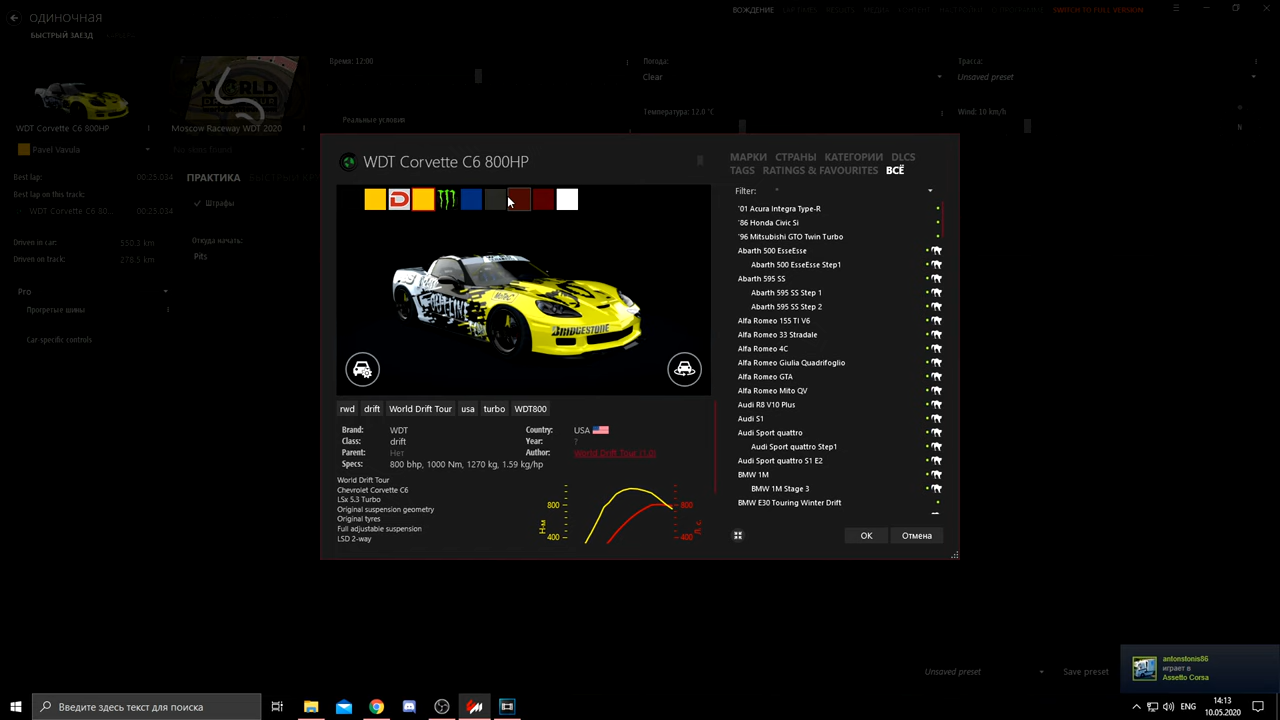 ОДИНОЧНАЯ
ВОЖДЕНИЕ
МЕДИА
SWITCH TO FULL VERSION
БЫСТРЫЙ ЗАЕЗД
Время: 12:00
Погода:
Трасса:
Clear
Unsaved preset
Температура: 12,0 °C
Wind: 10 km/h
N
Реальные условия
WDT Corvette C6 800HP
Moscow Raceway WDT 2020
Pavel Vavula
Best lap: 00:25.034
Best lap on this track:
WDT Corvette C6 80... 00:25.034
Driven in car: 550,3 km
Driven on track: 278,5 km
Pro
Прогретые шины
Car-specific controls
ПРАКТИКА
Штрафы
Откуда начать:
Pits
WDT Corvette C6 800HP
BRIDGESTONE
rwd drift World Drift Tour usa turbo WDT800
Brand: WDT Country: USA
Class: drift Year: ?
Parent: Нет Author: World Drift Tour (1.0)
Specs: 800 bhp, 1000 Nm, 1270 kg, 1.59 kg/hp
World Drift Tour
Chevrolet Corvette C6
LSx 5.3 Turbo
Original suspension geometry
Original tyres
Full adjustable suspension
LSD 2-way
Н·м
800
400
800
400
Л. с.
МАРКИ СТРАНЫ КАТЕГОРИИ DLCS
TAGS RATINGS & FAVOURITES ВСЁ
Filter: *
'01 Acura Integra Type-R
'86 Honda Civic Si
'96 Mitsubishi GTO Twin Turbo
Abarth 500 EsseEsse
Abarth 500 EsseEsse Step1
Abarth 595 SS
Abarth 595 SS Step 1
Abarth 595 SS Step 2
Alfa Romeo 155 TI V6
Alfa Romeo 33 Stradale
Alfa Romeo 4C
Alfa Romeo Giulia Quadrifoglio
Alfa Romeo GTA
Alfa Romeo Mito QV
Audi R8 V10 Plus
Audi S1
Audi Sport quattro
Audi Sport quattro Step1
Audi Sport quattro S1 E2
BMW 1M
BMW 1M Stage 3
BMW E30 Touring Winter Drift
ОК Отмена
Unsaved preset
Save preset
antonstonis86
играет в
Assetto Corsa
Введите здесь текст для поиска
ENG
14:13
10.05.2020